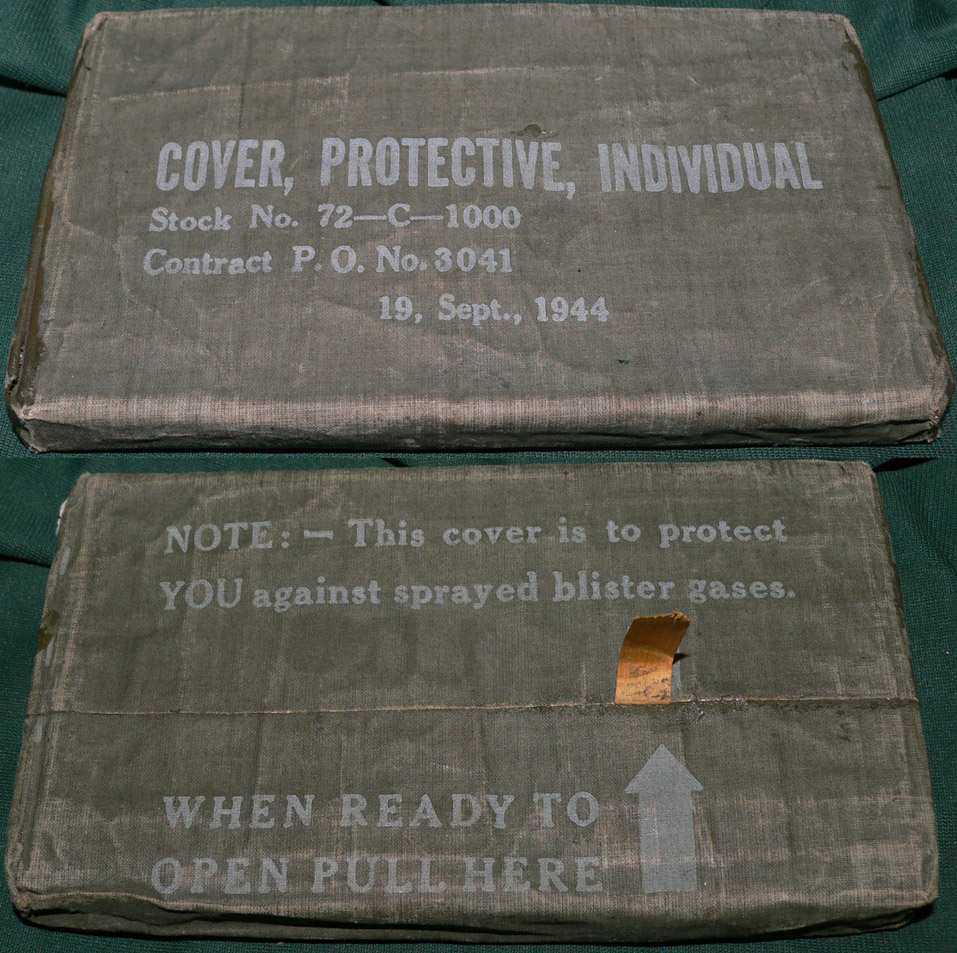 COVER, PROTECTIVE, INDIVIDUAL
Stock No. 72—C—1000
Contract P. O. No. 3041
19, Sept., 1944
NOTE: — This cover is to protect
YOU against sprayed blister gases.
WHEN READY TO
OPEN PULL HERE